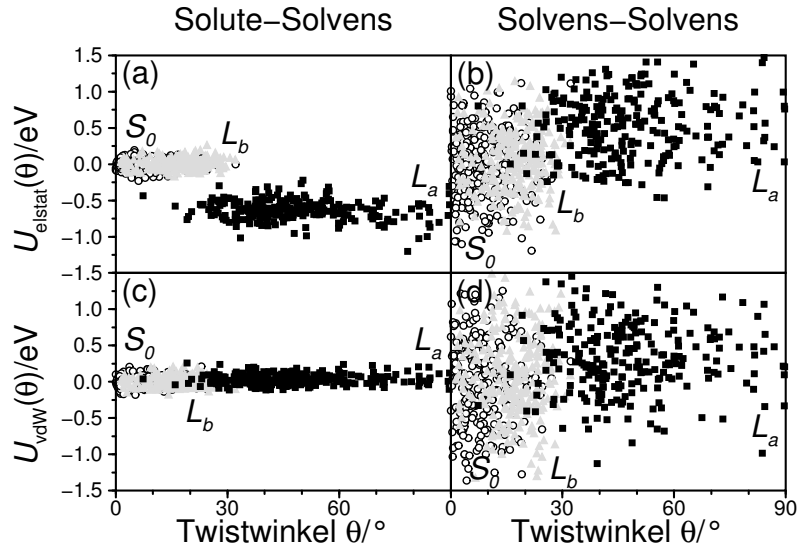 Solute−Solvens Solvens−Solvens
1.5 (a) (b)
1.0
S0 Lb
0.5
0.0
−0.5 La Lb La
−1.0 S0
−1.5
Uelstat(θ)/eV
1.5 (c) (d)
1.0
S0
0.5 La
0.0
−0.5 Lb
−1.0 La
S0 Lb
−1.5
UvdW(θ)/eV
0 30 60 0 30 60 90
Twistwinkel θ/° Twistwinkel θ/°